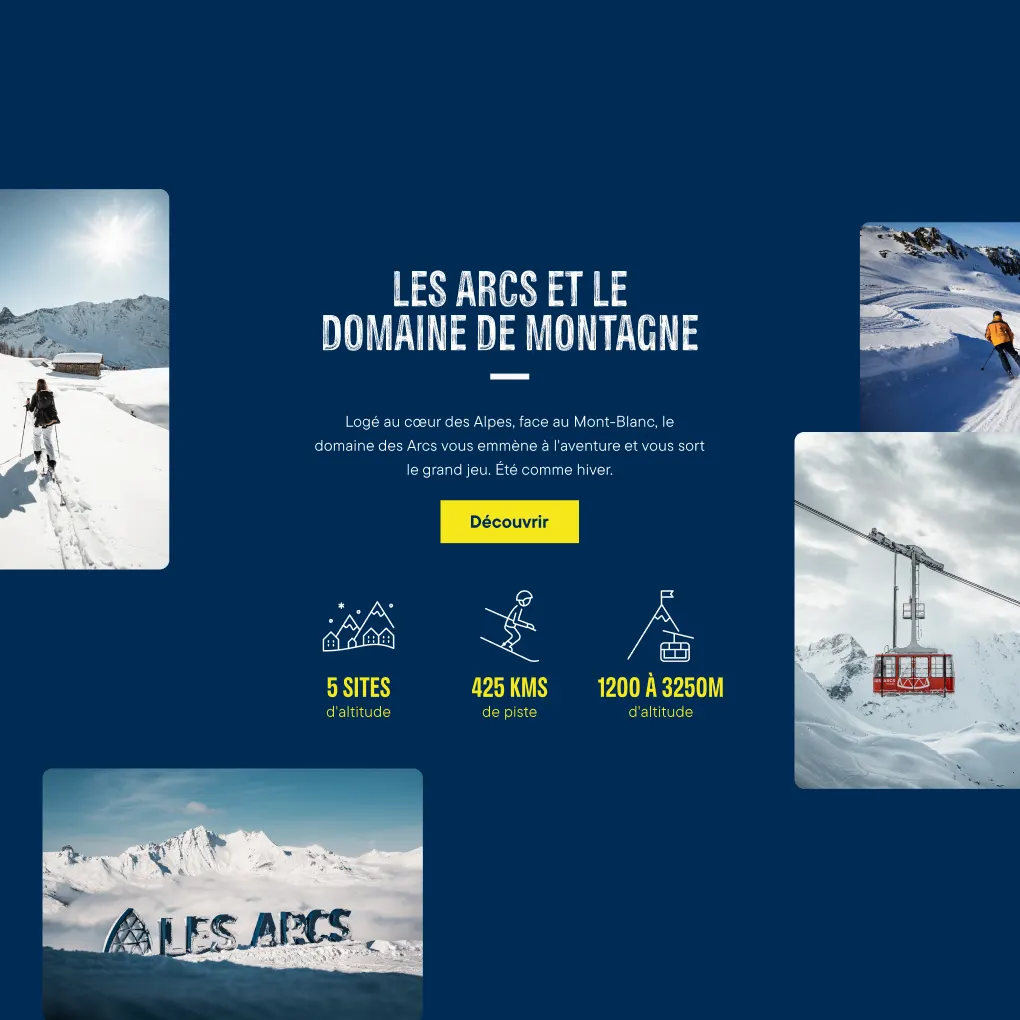 LES ARCS ET LE
DOMAINE DE MONTAGNE
Logé au cœur des Alpes, face au Mont-Blanc, le
domaine des Arcs vous emmène à l'aventure et vous sort
le grand jeu. Été comme hiver.
Découvrir
5 SITES
d'altitude
425 KMS
de piste
1200 À 3250M
d'altitude
LES ARCS
LES ARCS